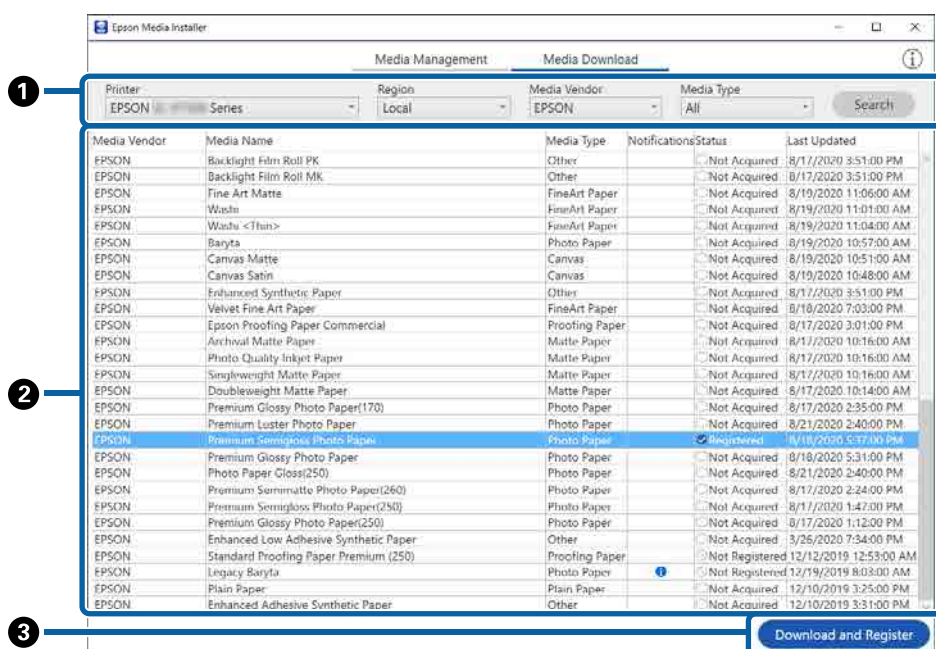 Epson Media Installer
Media Management Media Download
1
Printer Region Media Vendor Media Type
EPSON Series Local EPSON All Search
2
Media Vendor Media Name Media Type Notifications Status Last Updated
EPSON Backlight Film Roll PK Other Not Acquired 8/17/2020 3:51:00 PM
EPSON Backlight Film Roll MK Other Not Acquired 8/17/2020 3:51:00 PM
EPSON Fine Art Matte FineArt Paper Not Acquired 8/19/2020 11:06:00 AM
EPSON Washi FineArt Paper Not Acquired 8/19/2020 11:01:00 AM
EPSON Washi <Thin> FineArt Paper Not Acquired 8/19/2020 11:04:00 AM
EPSON Baryta Photo Paper Not Acquired 8/19/2020 10:57:00 AM
EPSON Canvas Matte Canvas Not Acquired 8/19/2020 10:51:00 AM
EPSON Canvas Satin Canvas Not Acquired 8/19/2020 10:48:00 AM
EPSON Enhanced Synthetic Paper Other Not Acquired 8/17/2020 3:51:00 PM
EPSON Velvet Fine Art Paper FineArt Paper Not Acquired 8/18/2020 7:03:00 PM
EPSON Epson Proofing Paper Commercial Proofing Paper Not Acquired 8/17/2020 3:01:00 PM
EPSON Archival Matte Paper Matte Paper Not Acquired 8/17/2020 10:16:00 AM
EPSON Photo Quality Inkjet Paper Matte Paper Not Acquired 8/17/2020 10:16:00 AM
EPSON Singleweight Matte Paper Matte Paper Not Acquired 8/17/2020 10:16:00 AM
EPSON Doubleweight Matte Paper Matte Paper Not Acquired 8/17/2020 10:14:00 AM
EPSON Premium Glossy Photo Paper(170) Photo Paper Not Acquired 8/17/2020 2:35:00 PM
EPSON Premium Luster Photo Paper Photo Paper Not Acquired 8/21/2020 2:40:00 PM
EPSON Premium Semigloss Photo Paper Photo Paper Registered 8/18/2020 5:37:00 PM
EPSON Premium Glossy Photo Paper Photo Paper Not Acquired 8/18/2020 5:31:00 PM
EPSON Photo Paper Gloss(250) Photo Paper Not Acquired 8/21/2020 2:40:00 PM
EPSON Premium Semimatte Photo Paper(260) Photo Paper Not Acquired 8/17/2020 2:24:00 PM
EPSON Premium Semigloss Photo Paper(250) Photo Paper Not Acquired 8/17/2020 1:47:00 PM
EPSON Premium Glossy Photo Paper(250) Photo Paper Not Acquired 8/17/2020 1:12:00 PM
EPSON Enhanced Low Adhesive Synthetic Paper Other Not Acquired 3/26/2020 7:34:00 PM
EPSON Standard Proofing Paper Premium (250) Proofing Paper Not Registered 12/12/2019 12:53:00 AM
EPSON Legacy Baryta Photo Paper Not Registered 12/19/2019 8:03:00 AM
EPSON Plain Paper Plain Paper Not Acquired 12/10/2019 3:25:00 PM
EPSON Enhanced Adhesive Synthetic Paper Other Not Acquired 12/10/2019 3:31:00 PM
3
Download and Register